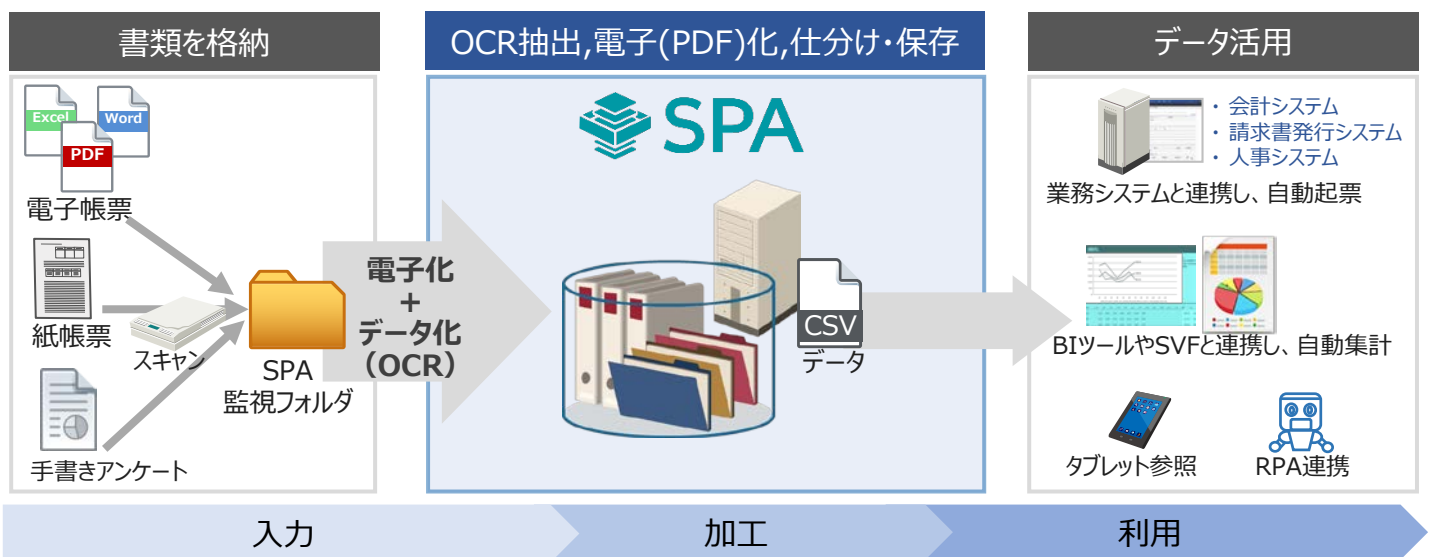 書類を格納
OCR抽出,電子(PDF)化,仕分け・保存
データ活用
Excel
Word
PDF
電子帳票
紙帳票
スキャン
手書きアンケート
SPA
監視フォルダ
電子化
+
データ化
(OCR)
SPA
CSV
データ
・ 会計システム
・ 請求書発行システム
・ 人事システム
業務システムと連携し、自動起票
BIツールやSVFと連携し、自動集計
タブレット参照
RPA連携
入力
加工
利用